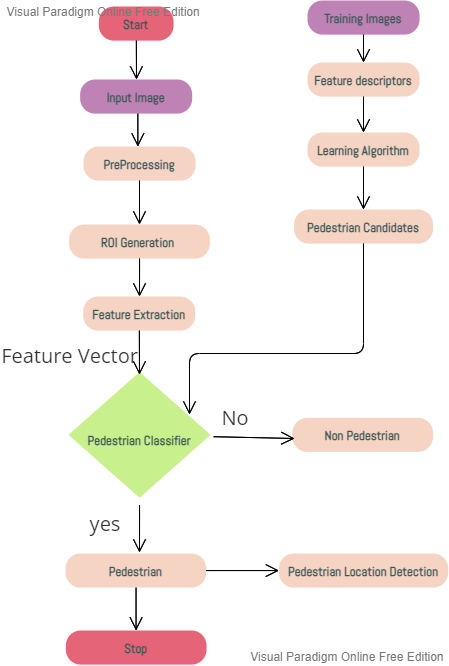 Visual Paradigm Online Free Edition
Start
Input Image
PreProcessing
ROI Generation
Feature Extraction
Feature Vector
Training Images
Feature descriptors
Learning Algorithm
Pedestrian Candidates
Pedestrian Classifier
No
Non Pedestrian
yes
Pedestrian
Pedestrian Location Detection
Stop
Visual Paradigm Online Free Edition